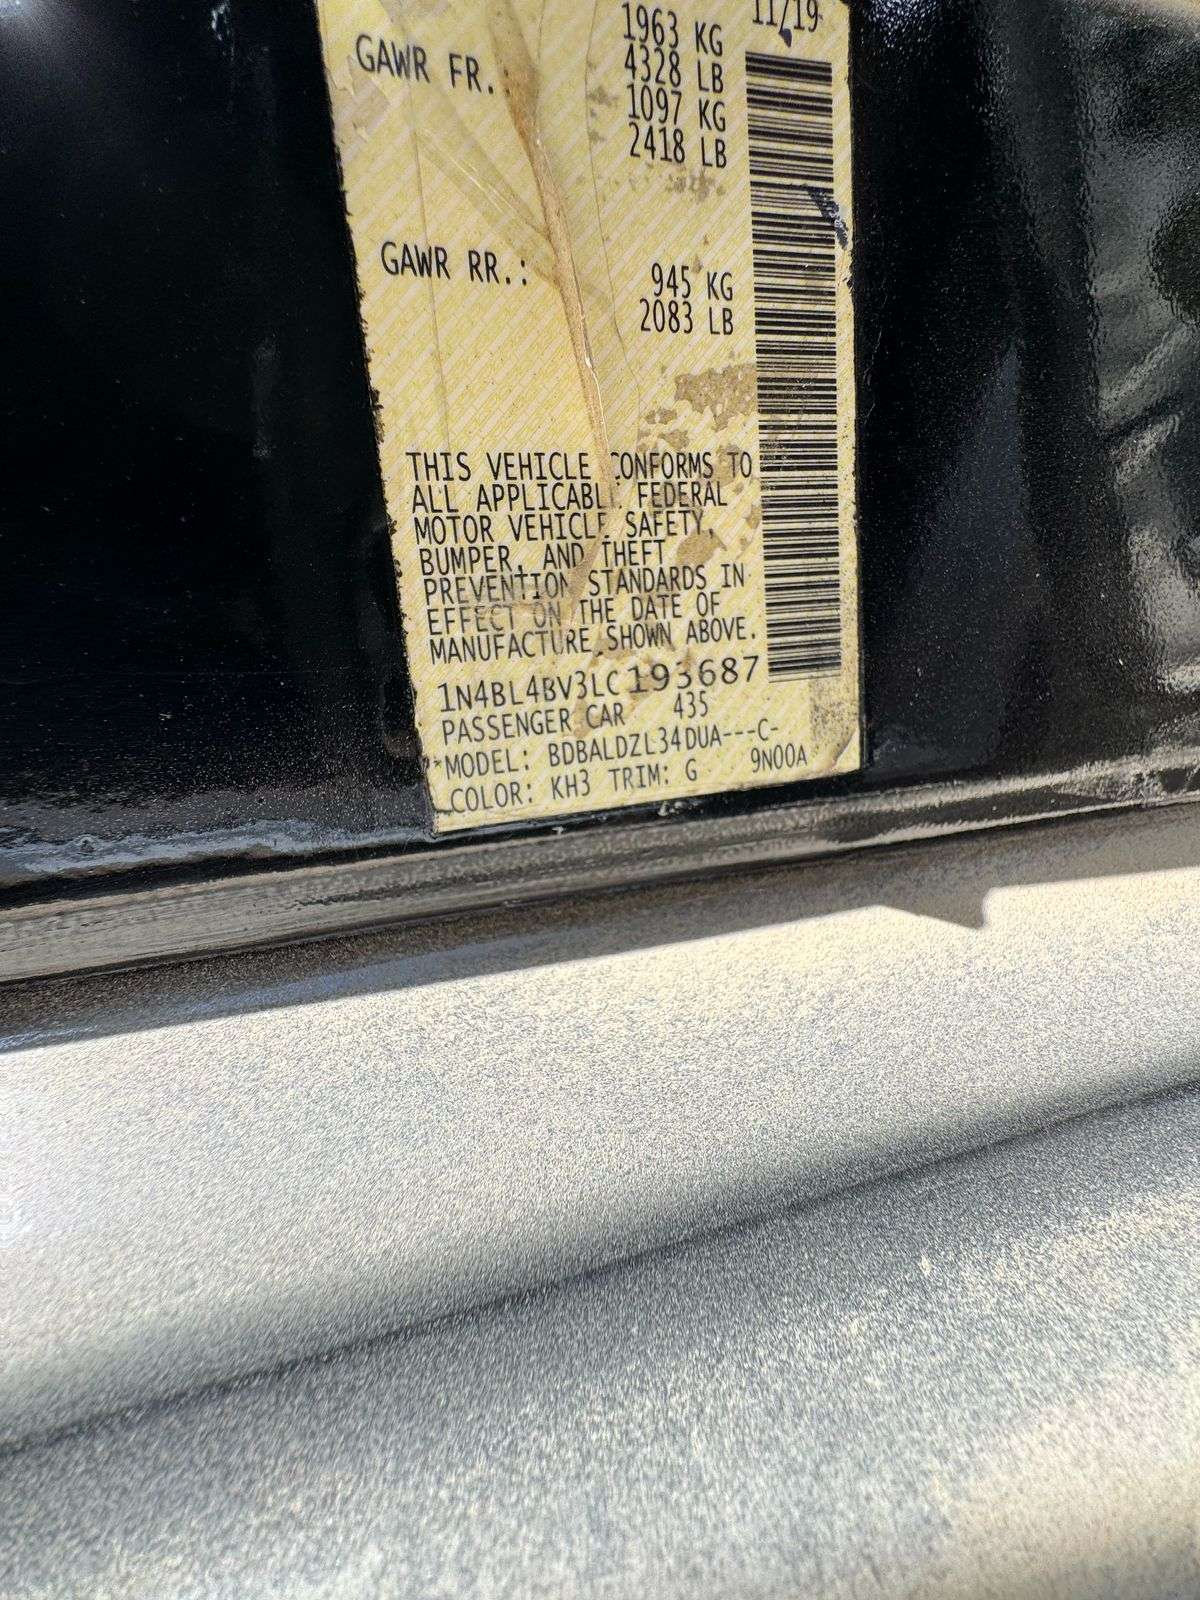 11/19
1963 KG
4328 LB
GAWR FR.: 1097 KG
2418 LB
GAWR RR.: 945 KG
2083 LB
THIS VEHICLE CONFORMS TO
ALL APPLICABLE FEDERAL
MOTOR VEHICLE SAFETY,
BUMPER, AND THEFT
PREVENTION STANDARDS IN
EFFECT ON THE DATE OF
MANUFACTURE SHOWN ABOVE.
1N4BL4BV3LC193687
PASSENGER CAR 435
MODEL: BDBALDZL34DUA---C-
COLOR: KH3 TRIM: G 9N00A